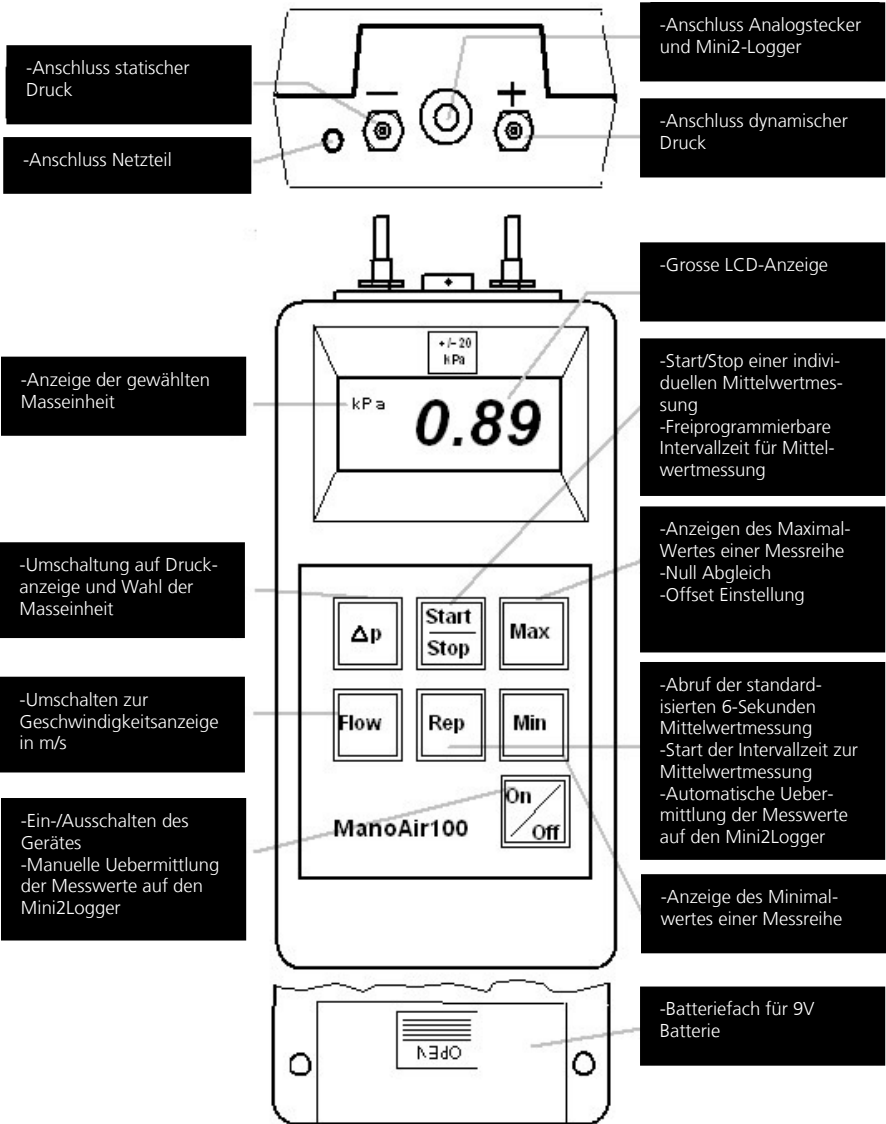 -Anschluss statischer
Druck
-Anschluss Netzteil
-Anschluss Analogstecker
und Mini2-Logger
-Anschluss dynamischer
Druck
− +
-Grosse LCD-Anzeige
-Anzeige der gewählten
Masseinheit
+/- 20
kPa
kPa
0.89
-Start/Stop einer indivi-
duellen Mittelwertmes-
sung
-Freiprogrammierbare
Intervallzeit für Mittel-
wertmessung
-Umschaltung auf Druck-
anzeige und Wahl der
Masseinheit
-Anzeigen des Maximal-
Wertes einer Messreihe
-Null Abgleich
-Offset Einstellung
Δp
Start
Stop
Max
-Umschalten zur
Geschwindigkeitsanzeige
in m/s
Flow
Rep
Min
-Abruf der standard-
isierten 6-Sekunden
Mittelwertmessung
-Start der Intervallzeit zur
Mittelwertmessung
-Automatische Ueber-
mittlung der Messwerte
auf den Mini2Logger
-Ein-/Ausschalten des
Gerätes
-Manuelle Uebermittlung
der Messwerte auf den
Mini2Logger
ManoAir100
On
Off
-Anzeige des Minimal-
wertes einer Messreihe
OPEN
-Batteriefach für 9V
Batterie